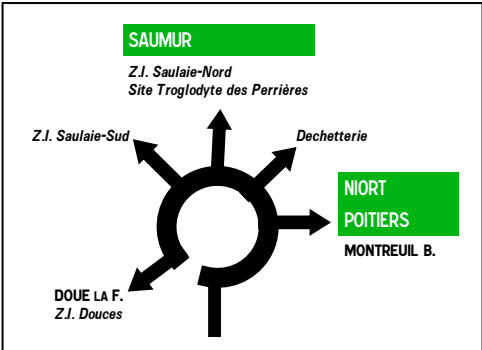 SAUMUR
Z.I. Saulaie-Nord
Site Troglodyte des Perrières
Z.I. Saulaie-Sud
Dechetterie
NIORT
POITIERS
MONTREUIL B.
DOUE LA F.
Z.I. Douces